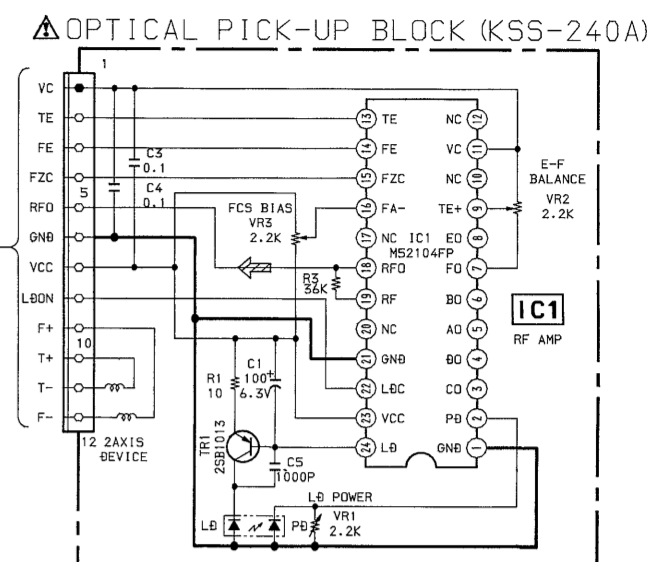 ⚠ OPTICAL PICK-UP BLOCK (KSS-240A)
1
VC
TE
FE
FZC
5
RFO
GND
VCC
LDON
F+
10
T+
T-
F-
12 2AXIS
DEVICE
C3
0.1
C4
0.1
FCS BIAS
VR3
2.2K
R3
36K
R1
10
C1
100+
6.3V
TR1
2SB1013
C5
1000P
LD
PD
LD POWER
VR1
2.2K
13 TE
14 FE
15 FZC
16 FA-
17 NC
18 RFO
19 RF
20 NC
21 GND
22 LDC
23 VCC
24 LD
IC1
M52104FP
NC 12
VC 11
NC 10
TE+ 9
EO 8
FO 7
BO 6
AO 5
DO 4
CO 3
PD 2
GND 1
E-F
BALANCE
VR2
2.2K
IC1
RF AMP